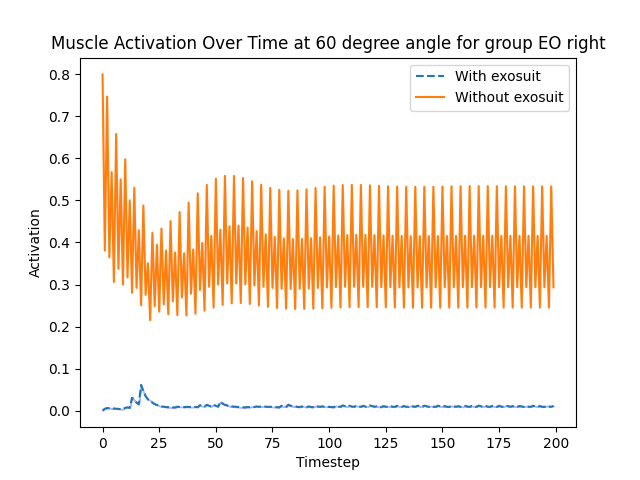 Muscle Activation Over Time at 60 degree angle for group EO right
With exosuit
Without exosuit
Activation
0.8
0.7
0.6
0.5
0.4
0.3
0.2
0.1
0.0
0 25 50 75 100 125 150 175 200
Timestep